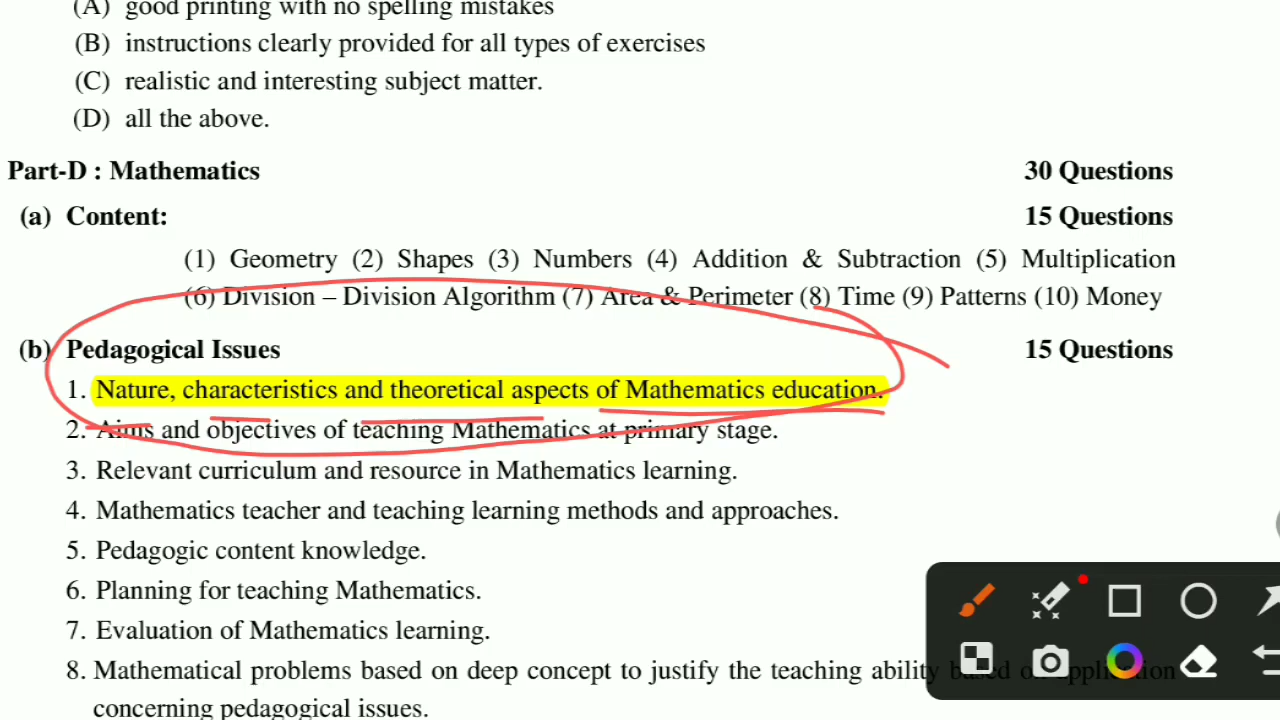 (A) good printing with no spelling mistakes
(B) instructions clearly provided for all types of exercises
(C) realistic and interesting subject matter.
(D) all the above.
Part-D : Mathematics 30 Questions
(a) Content: 15 Questions
(1) Geometry (2) Shapes (3) Numbers (4) Addition & Subtraction (5) Multiplication
(6) Division – Division Algorithm (7) Area & Perimeter (8) Time (9) Patterns (10) Money
(b) Pedagogical Issues 15 Questions
1. Nature, characteristics and theoretical aspects of Mathematics education.
2. Aims and objectives of teaching Mathematics at primary stage.
3. Relevant curriculum and resource in Mathematics learning.
4. Mathematics teacher and teaching learning methods and approaches.
5. Pedagogic content knowledge.
6. Planning for teaching Mathematics.
7. Evaluation of Mathematics learning.
8. Mathematical problems based on deep concept to justify the teaching ability based on application
concerning pedagogical issues.